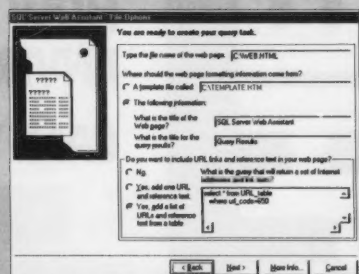 SQL Server Web Assistant - File Options
You are ready to create your query task.
Type the file name of the web page. C:\WEB.HTML
Where should the web page formatting information come from?
A template file called C:\TEMPLATE.HTM
The following information:
What is the title of the Web page? SQL Server Web Assistant
What is the title for the query results? Query Results
Do you want to include URL links and reference text in your web page?
No.
What is the query that will return a set of Internet addresses and link texts?
Yes, add one URL and reference text.
Yes, add a list of URLs and reference text from a table
select * from URL_table
where url_code=650
????? 
?????
< Back
Next >
More Info...
Cancel